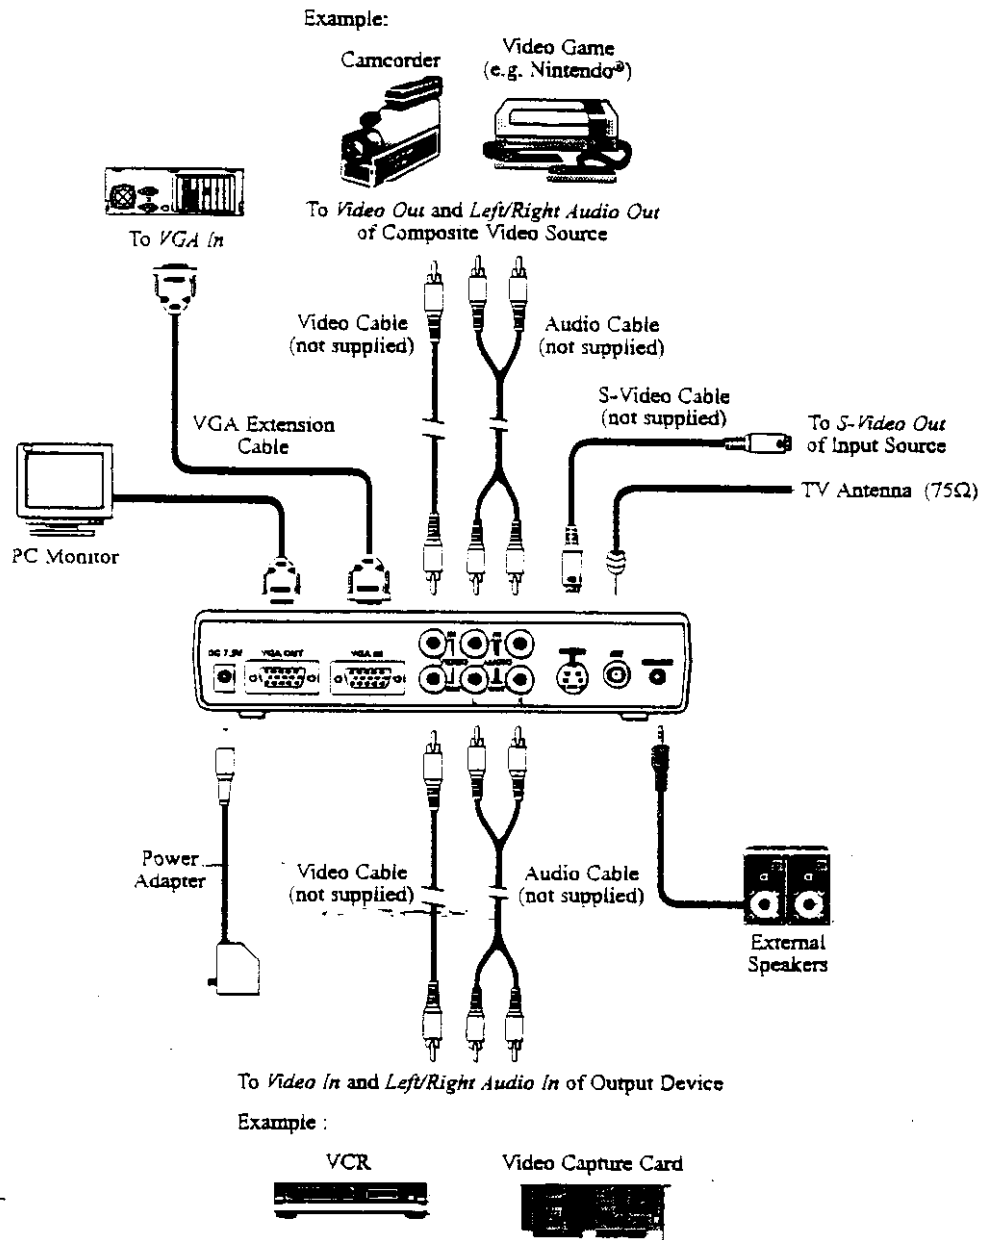 Example:
Camcorder
Video Game
(e.g. Nintendo®)
To Video Out and Left/Right Audio Out
of Composite Video Source
To VGA In
Video Cable
(not supplied)
Audio Cable
(not supplied)
S-Video Cable
(not supplied)
To S-Video Out
of Input Source
TV Antenna (75Ω)
VGA Extension
Cable
PC Monitor
VGA OUT
VGA IN
IN
IN
VIDEO
AUDIO
Power
Adapter
Video Cable
(not supplied)
Audio Cable
(not supplied)
External
Speakers
To Video In and Left/Right Audio In of Output Device
Example :
VCR
Video Capture Card